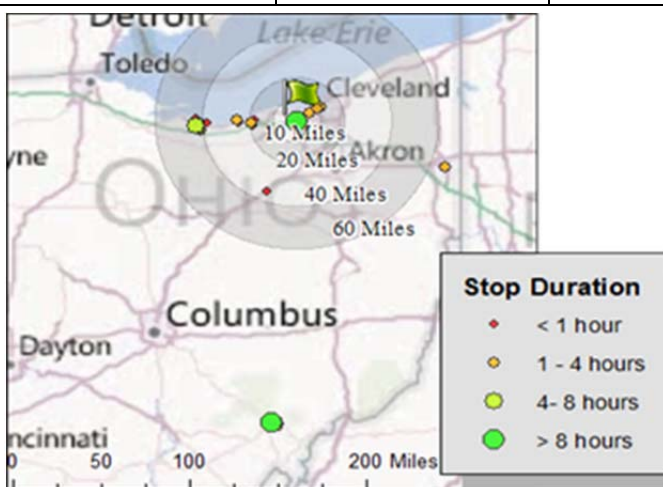 Detroit
Lake Erie
Toledo
Cleveland
10 Miles
yne
20 Miles
Akron
OHIO
40 Miles
60 Miles
Stop Duration
Columbus
< 1 hour
Dayton
1 - 4 hours
4- 8 hours
ncinnati
> 8 hours
0 50 100 200 Miles